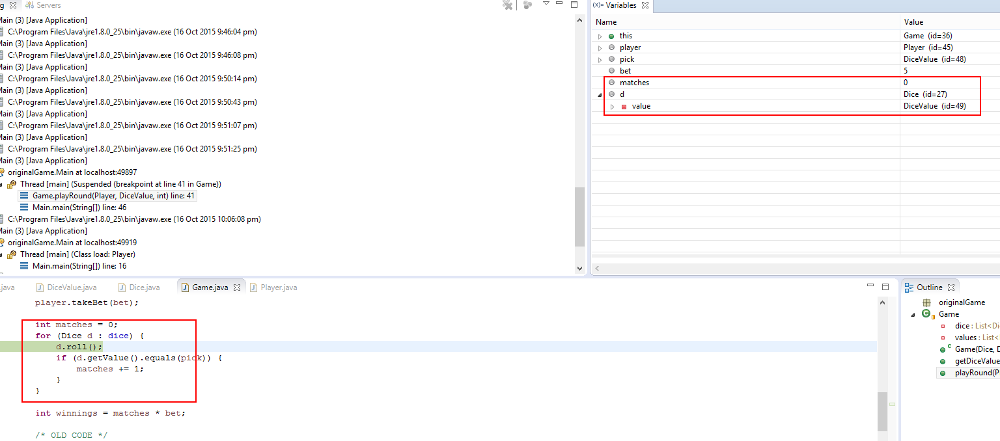 g Servers
Main (3) [Java Application]
C:\Program Files\Java\jre1.8.0_25\bin\javaw.exe (16 Oct 2015 9:46:04 pm)
Main (3) [Java Application]
C:\Program Files\Java\jre1.8.0_25\bin\javaw.exe (16 Oct 2015 9:46:08 pm)
Main (3) [Java Application]
C:\Program Files\Java\jre1.8.0_25\bin\javaw.exe (16 Oct 2015 9:50:14 pm)
Main (3) [Java Application]
C:\Program Files\Java\jre1.8.0_25\bin\javaw.exe (16 Oct 2015 9:50:43 pm)
Main (3) [Java Application]
C:\Program Files\Java\jre1.8.0_25\bin\javaw.exe (16 Oct 2015 9:51:07 pm)
Main (3) [Java Application]
C:\Program Files\Java\jre1.8.0_25\bin\javaw.exe (16 Oct 2015 9:51:25 pm)
Main (3) [Java Application]
originalGame.Main at localhost:49897
Thread [main] (Suspended (breakpoint at line 41 in Game))
Game.playRound(Player, DiceValue, int) line: 41
Main.main(String[]) line: 46
C:\Program Files\Java\jre1.8.0_25\bin\javaw.exe (16 Oct 2015 10:06:08 pm)
Main (3) [Java Application]
originalGame.Main at localhost:49919
Thread [main] (Class load: Player)
Main.main(String[]) line: 16
(x)= Variables
Name Value
this Game (id=36)
player Player (id=45)
pick DiceValue (id=48)
bet 5
matches 0
d Dice (id=27)
value DiceValue (id=49)
.java DiceValue.java Dice.java Game.java Player.java
player.takeBet(bet);
int matches = 0;
for (Dice d : dice) {
d.roll();
if (d.getValue().equals(pick)) {
matches += 1;
}
}
int winnings = matches * bet;
/* OLD CODE */
Outline
originalGame
Game
dice : List<Di
values : List<
Game(Dice, D
getDiceValue
playRound(P